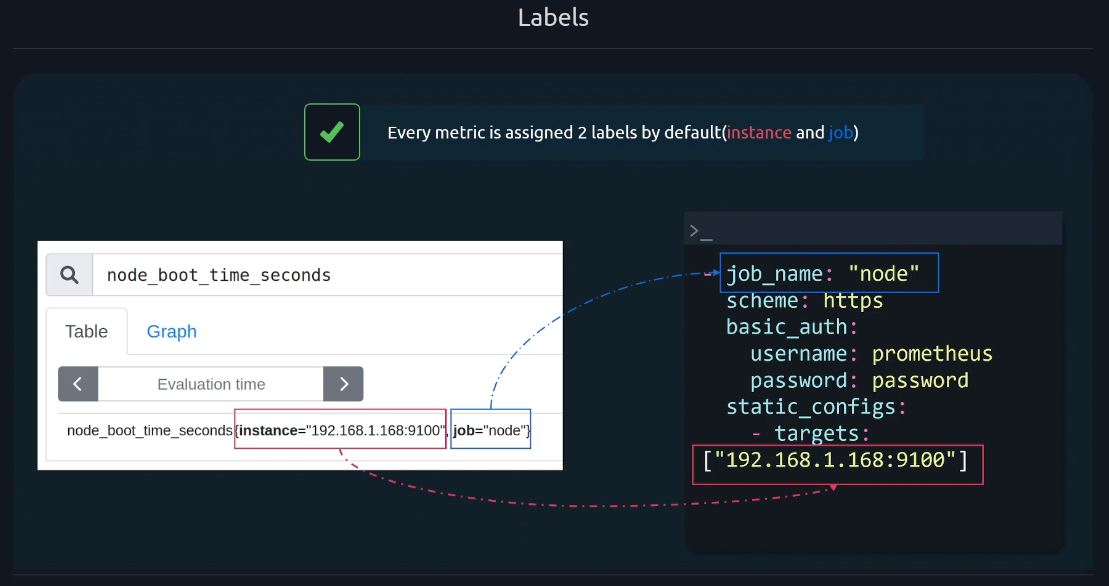 Labels
Every metric is assigned 2 labels by default(instance and job)
node_boot_time_seconds
Table Graph
Evaluation time
node_boot_time_seconds{instance="192.168.1.168:9100", job="node"}
>_
- job_name: "node"
scheme: https
basic_auth:
username: prometheus
password: password
static_configs:
- targets:
["192.168.1.168:9100"]